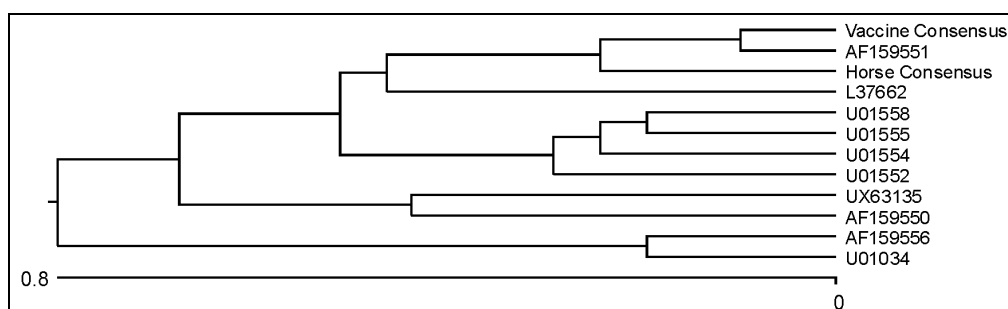 Vaccine Consensus
AF159551
Horse Consensus
L37662
U01558
U01555
U01554
U01552
UX63135
AF159550
AF159556
U01034
0.8
0